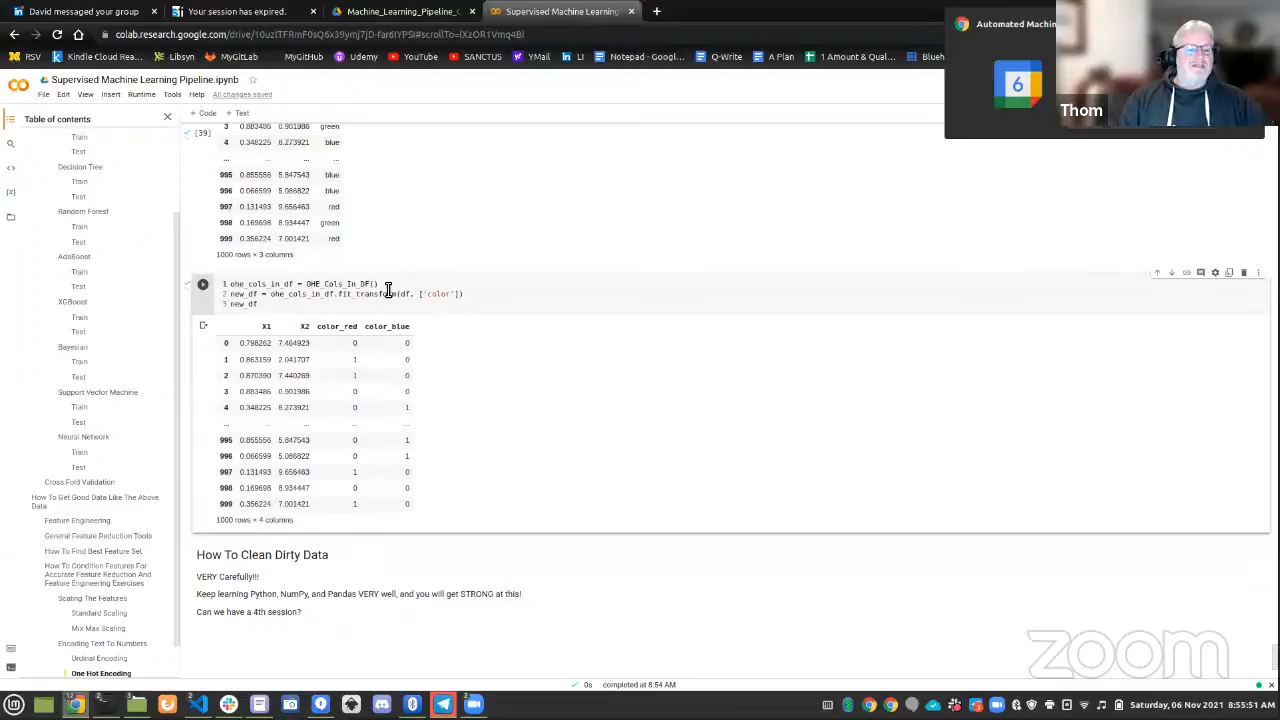 David messaged your group
Your session has expired.
Machine_Learning_Pipeline_C
Supervised Machine Learning
Automated Machin
colab.research.google.com
RSV
Kindle Cloud Rea...
Libsyn
MyGitLab
MyGitHub
Udemy
YouTube
SANCTUS
YMail
LI
Notepad - Googl...
Q-Write
A Plan
1 Amount & Quali...
Blueh
6
Thom
Supervised Machine Learning Pipeline.ipynb
File Edit View Insert Runtime Tools Help All changes saved
+ Code + Text
Table of contents
Train
Test
Decision Tree
Train
Test
Random Forest
Train
Test
AdaBoost
Train
Test
XGBoost
Train
Test
Bayesian
Train
Test
Support Vector Machine
Train
Test
Neural Network
Train
Test
Cross Fold Validation
How To Get Good Data Like The Above
Data
Feature Engineering
General Feature Reduction Tools
How To Find Best Feature Set
How To Condition Features For
Accurate Feature Reduction And
Feature Engineering Exercises
Scaling The Features
Standard Scaling
Mix Max Scaling
Encoding Text To Numbers
Ordinal Encoding
One Hot Encoding
[39]
3 0.883486 0.901986 green
4 0.348225 8.273921 blue
... ... ... ...
995 0.855556 5.847543 blue
996 0.066599 5.086822 blue
997 0.131493 9.656463 red
998 0.169698 8.934447 green
999 0.356224 7.001421 red
1000 rows × 3 columns
1 ohe_cols_in_df = OHE_Cols_In_DF()
2 new_df = ohe_cols_in_df.fit_transform(df, ['color'])
3 new_df
X1 X2 color_red color_blue
0 0.798262 7.464923 0 0
1 0.863159 2.041707 1 0
2 0.870390 7.440269 1 0
3 0.883486 0.901986 0 0
4 0.348225 8.273921 0 1
... ... ... ... ...
995 0.855556 5.847543 0 1
996 0.066599 5.086822 0 1
997 0.131493 9.656463 1 0
998 0.169698 8.934447 0 0
999 0.356224 7.001421 1 0
1000 rows × 4 columns
How To Clean Dirty Data
VERY Carefully!!!
Keep learning Python, NumPy, and Pandas VERY well, and you will get STRONG at this!
Can we have a 4th session?
zoom
0s completed at 8:54 AM
Saturday, 06 Nov 2021, 8:55:51 AM